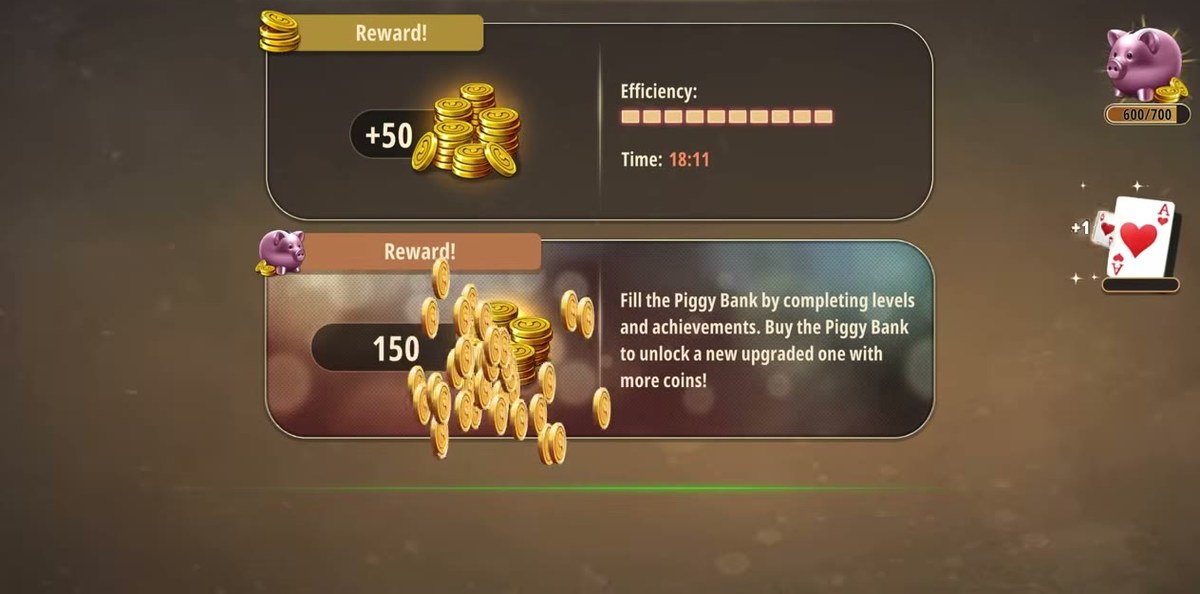 Reward!
+50
Efficiency:
Time: 18:11
600/700
+1
A
A
Reward!
150
Fill the Piggy Bank by completing levels
and achievements. Buy the Piggy Bank
to unlock a new upgraded one with
more coins!